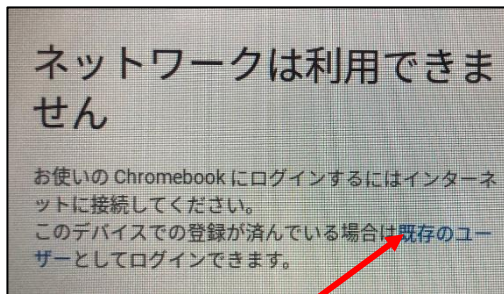 ネットワークは利用できま
せん
お使いの Chromebook にログインするにはインターネ
ットに接続してください。
このデバイスでの登録が済んでいる場合は既存のユー
ザーとしてログインできます。